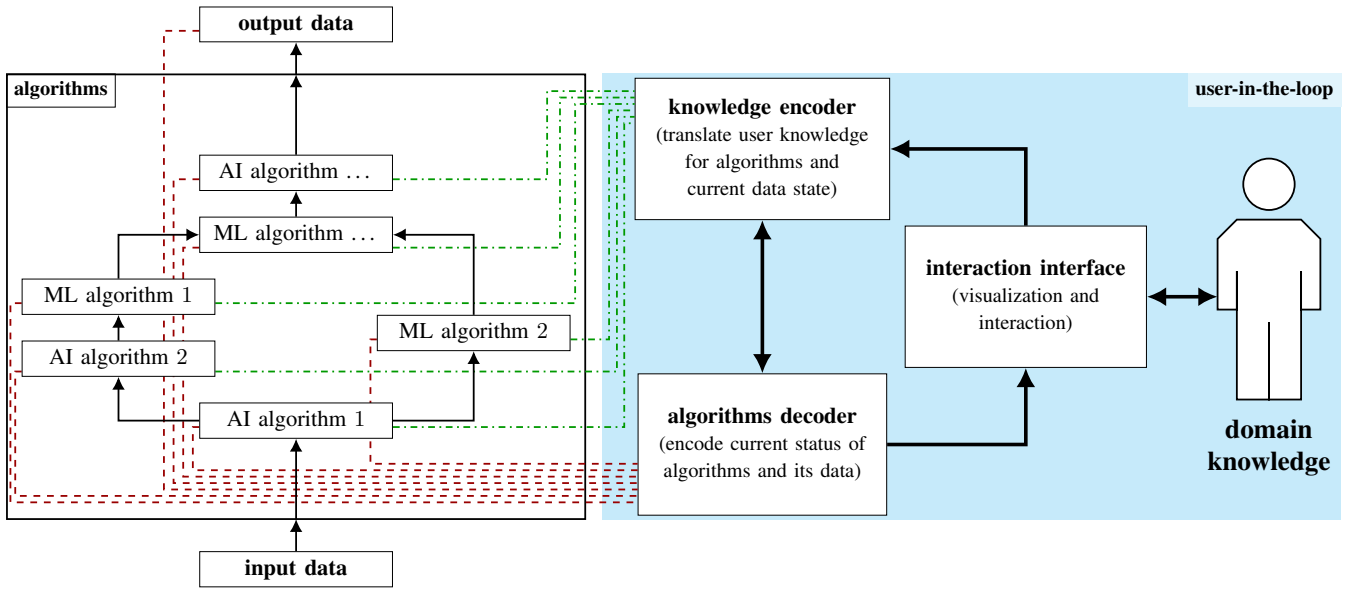 output data
algorithms
AI algorithm ...
ML algorithm ...
ML algorithm 1
ML algorithm 2
AI algorithm 2
AI algorithm 1
input data
user-in-the-loop
knowledge encoder
(translate user knowledge
for algorithms and
current data state)
interaction interface
(visualization and
interaction)
algorithms decoder
(encode current status of
algorithms and its data)
domain
knowledge